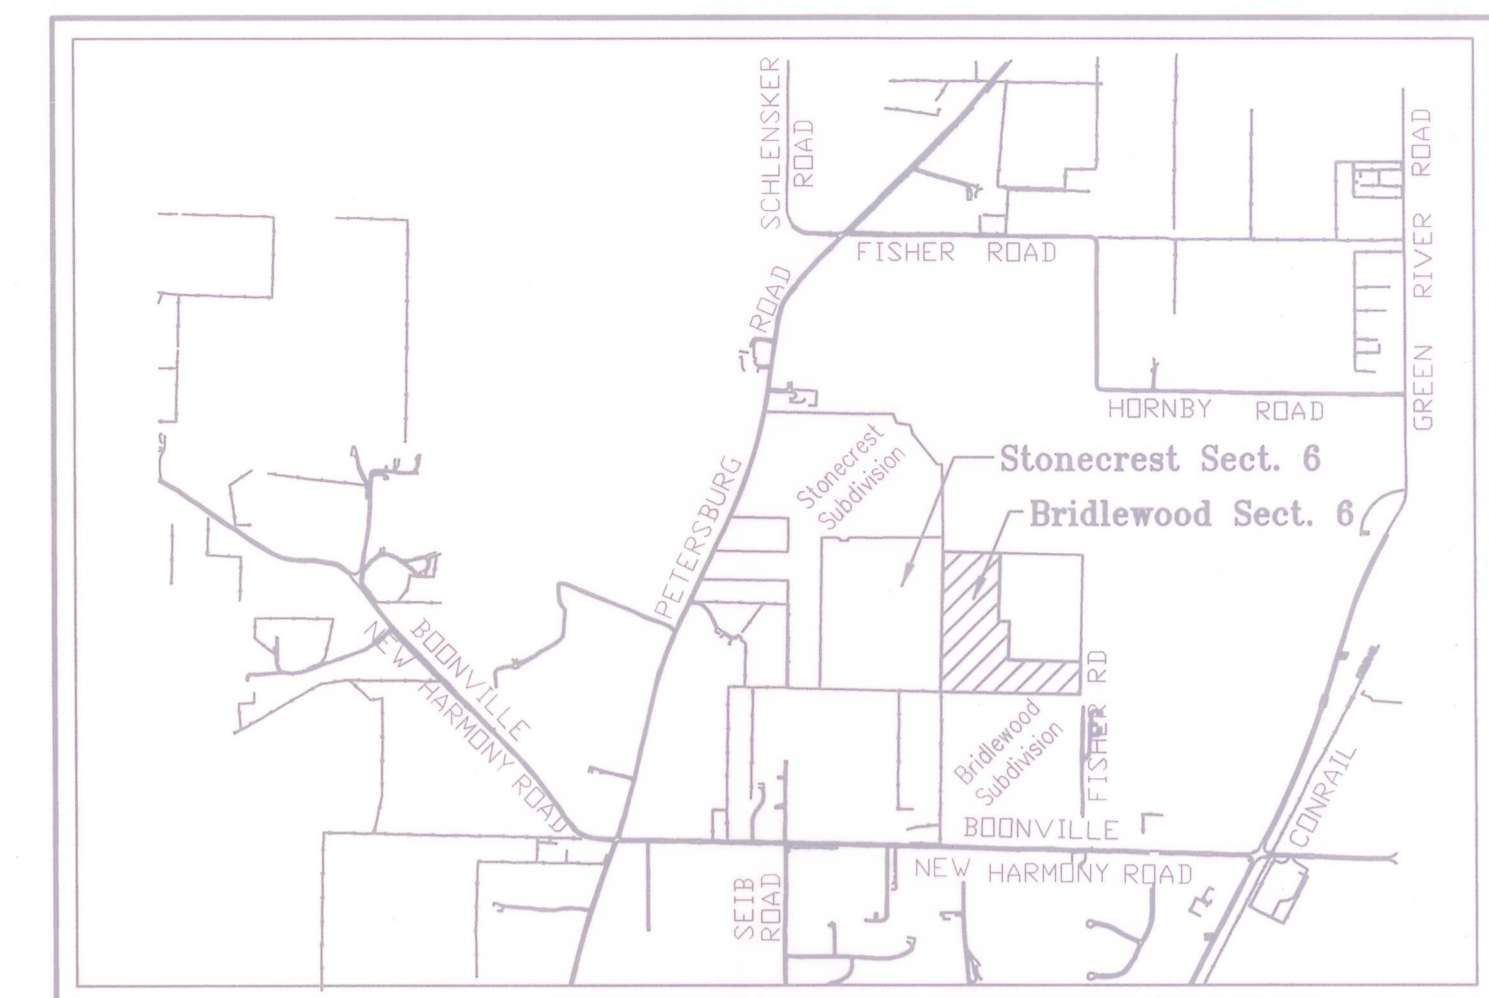 SCHLENSKER
ROAD
FISHER ROAD
GREEN RIVER ROAD
HORNBY ROAD
PETERSBURG ROAD
Stonecrest
Subdivision
Stonecrest Sect. 6
Bridlewood Sect. 6
BOONVILLE
NEW HARMONY ROAD
FISHER RD
Bridlewood
Subdivision
CONRAIL
BOONVILLE
NEW HARMONY ROAD
SEIB
ROAD